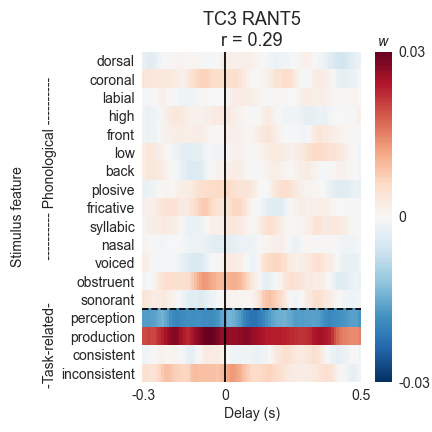 TC3 RANT5
r = 0.29
w
dorsal
coronal
labial
high
front
low
back
plosive
fricative
syllabic
nasal
voiced
obstruent
sonorant
perception
production
consistent
inconsistent
Stimulus feature
-Task-related-
----------- Phonological -----------
0.03
0
-0.03
-0.3
0
0.5
Delay (s)